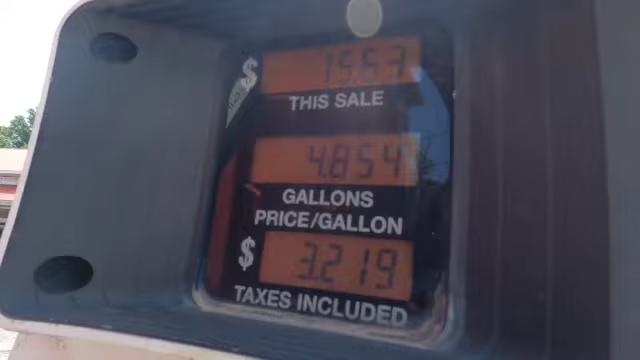 $ 15.63
THIS SALE
4.854
GALLONS
PRICE/GALLON
$ 3.219
TAXES INCLUDED